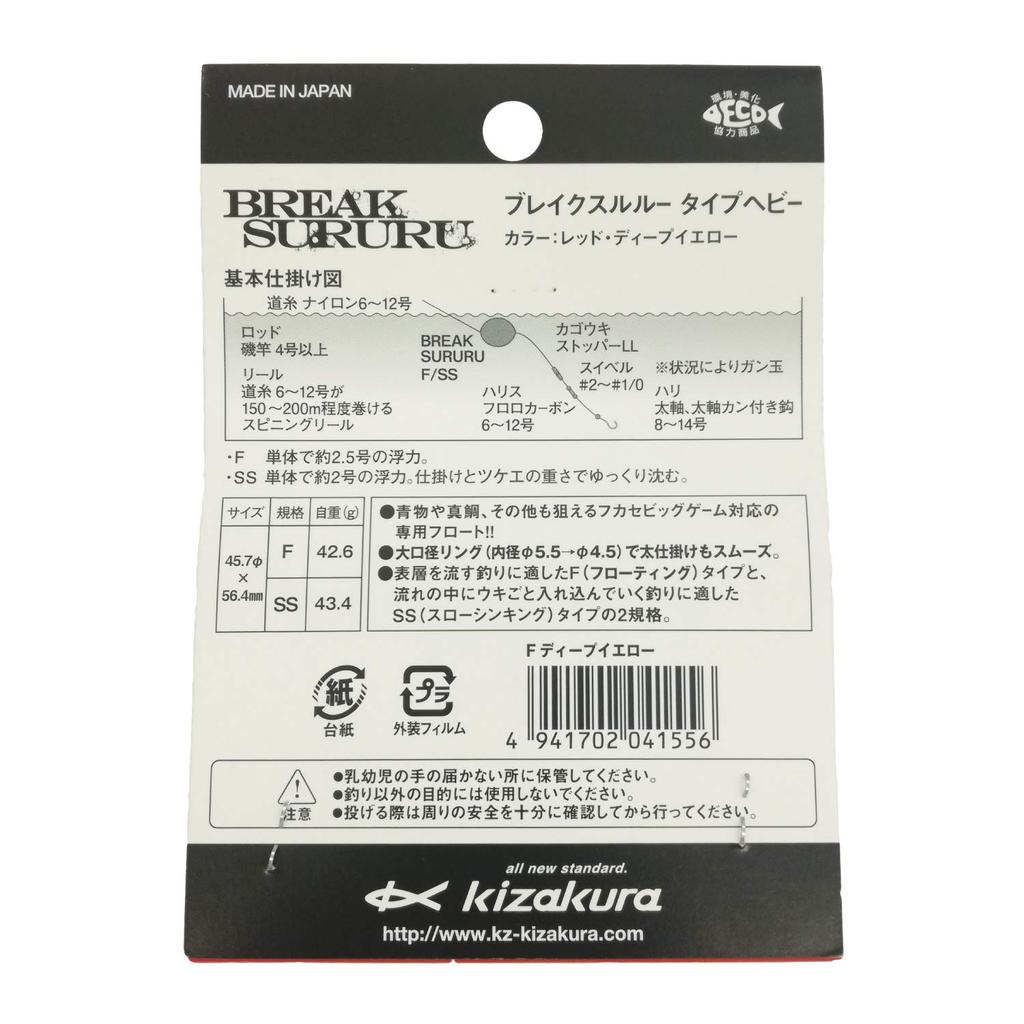 MADE IN JAPAN
環境・美化
ECO
協力商品
BREAK
SURURU
ブレイクスルルー タイプヘビー
カラー:レッド・ディープイエロー
基本仕掛け図
道糸 ナイロン6〜12号
ロッド
磯竿 4号以上
リール
道糸 6〜12号が
150〜200m程度巻ける
スピニングリール
BREAK
SURURU
F/SS
カゴウキ
ストッパーLL
スイベル
#2〜#1/0
※状況によりガン玉
ハリス
フロロカーボン
6〜12号
ハリ
太軸、太軸カン付き鈎
8〜14号
・F 単体で約2.5号の浮力。
・SS 単体で約2号の浮力。仕掛けとツケエの重さでゆっくり沈む。
サイズ 規格 自重(g)
45.7φ
×
56.4mm
F 42.6
SS 43.4
●青物や真鯛、その他も狙えるフカセビッグゲーム対応の
専用フロート!!
●大口径リング(内径φ5.5→φ4.5)で太仕掛けもスムーズ。
●表層を流す釣りに適したF(フローティング)タイプと、
流れの中にウキごと入れ込んでいく釣りに適した
SS(スローシンキング)タイプの2規格。
F ディープイエロー
紙
台紙
プラ
外装フィルム
4 941702 041556
注意
●乳幼児の手の届かない所に保管してください。
●釣り以外の目的には使用しないでください。
●投げる際は周りの安全を十分に確認してから行ってください。
all new standard.
kizakura
http://www.kz-kizakura.com